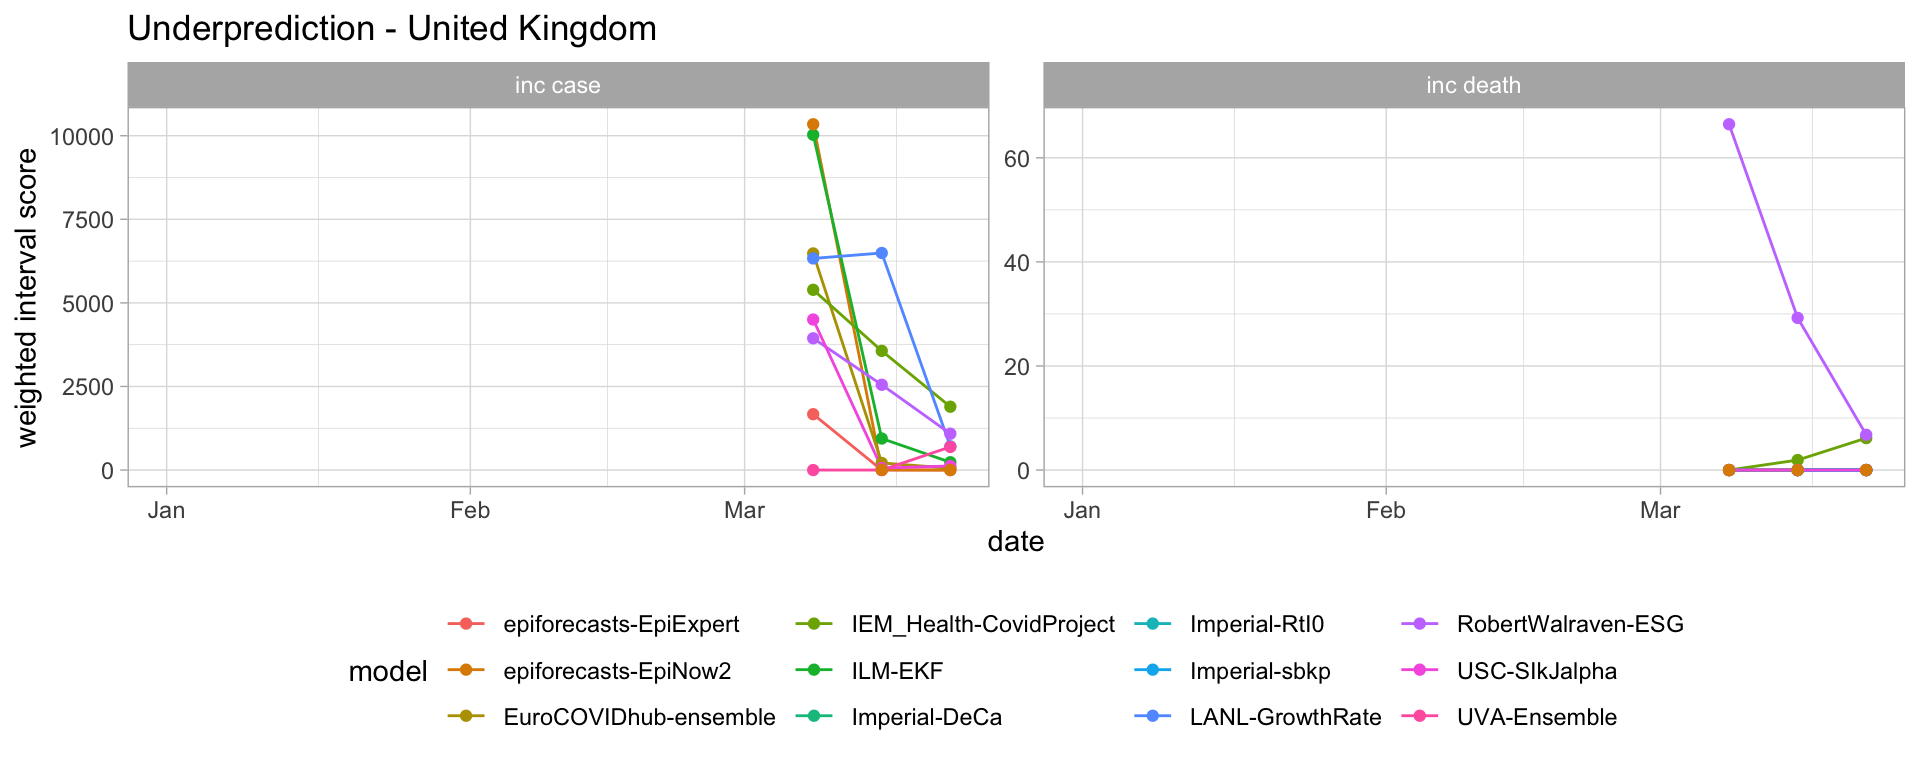 Underprediction - United Kingdom
inc case
inc death
weighted interval score
10000
7500
5000
2500
0
60
40
20
0
Jan
Feb
Mar
Jan
Feb
Mar
date
model
epiforecasts-EpiExpert
epiforecasts-EpiNow2
EuroCOVIDhub-ensemble
IEM_Health-CovidProject
ILM-EKF
Imperial-DeCa
Imperial-RtI0
Imperial-sbkp
LANL-GrowthRate
RobertWalraven-ESG
USC-SIkJalpha
UVA-Ensemble